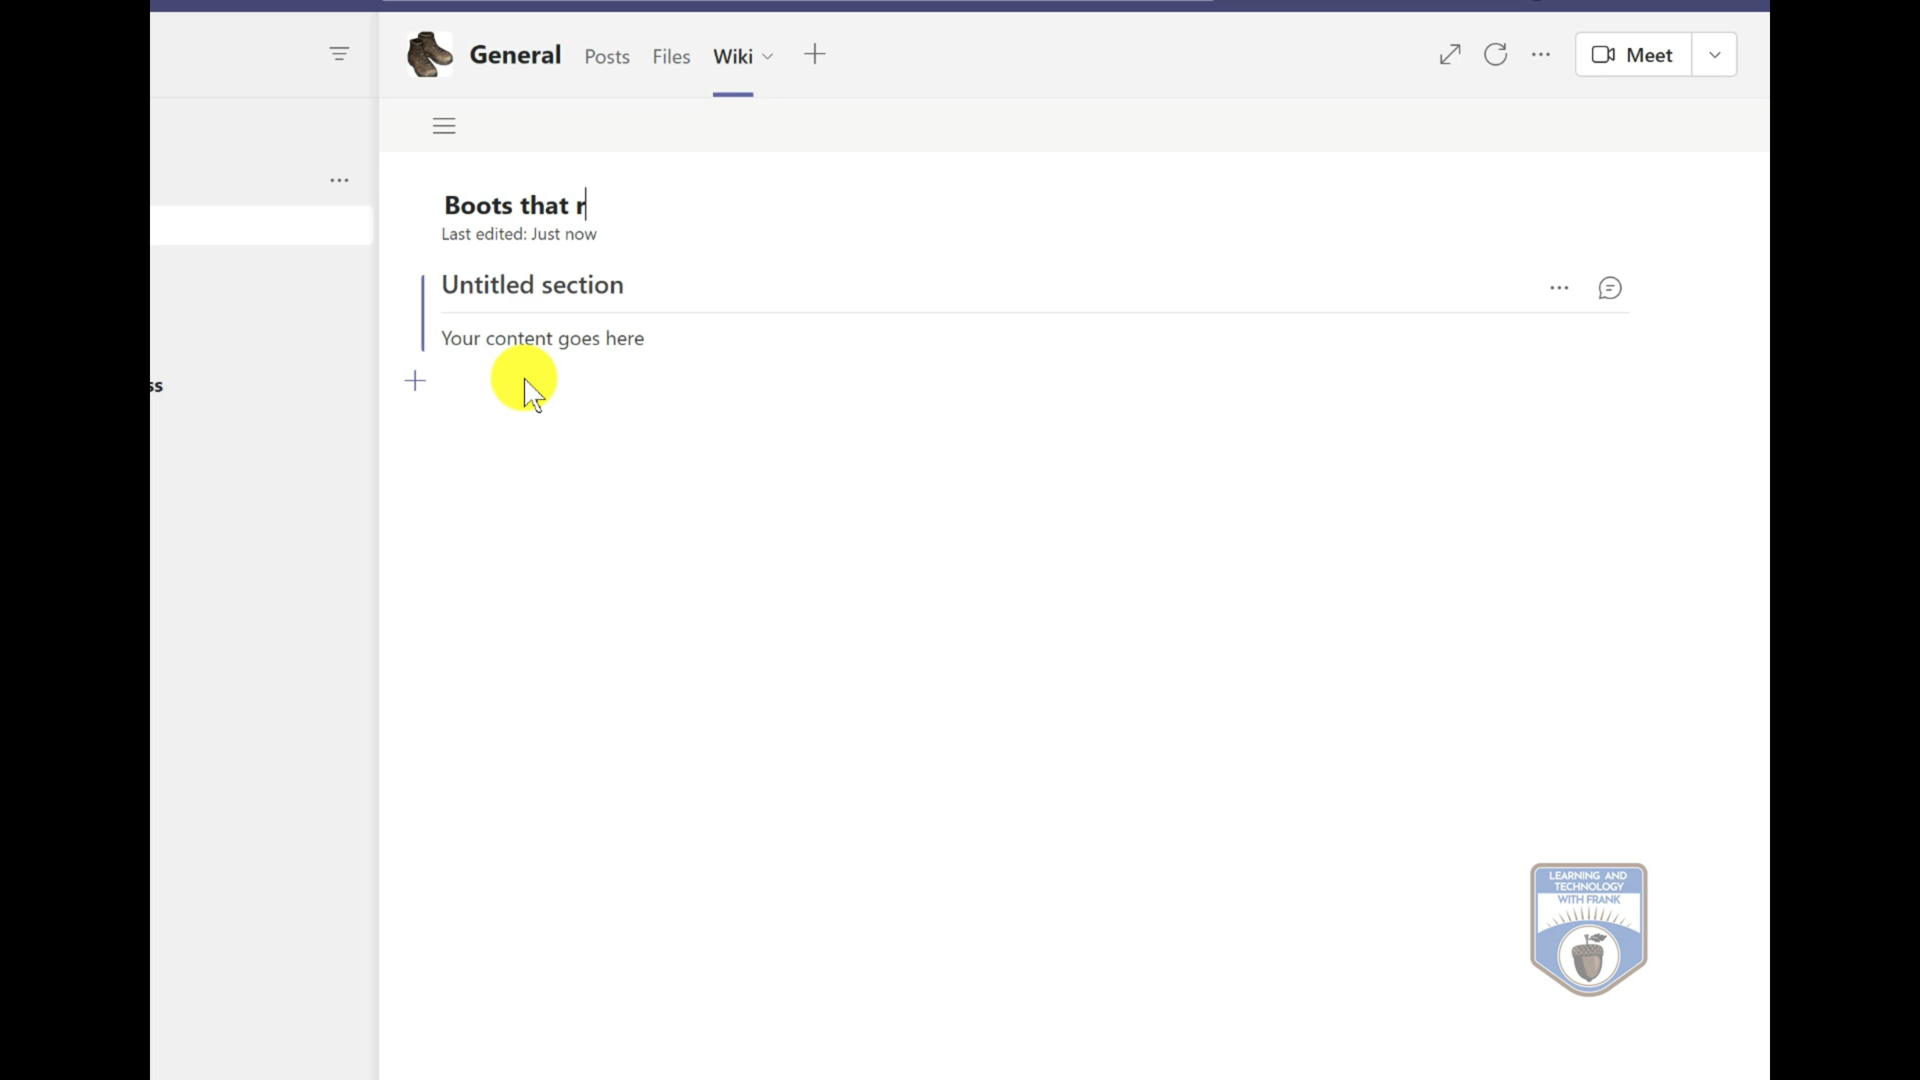 General Posts Files Wiki Meet
Boots that r
Last edited: Just now
Untitled section
Your content goes here
ss
LEARNING AND
TECHNOLOGY
WITH FRANK